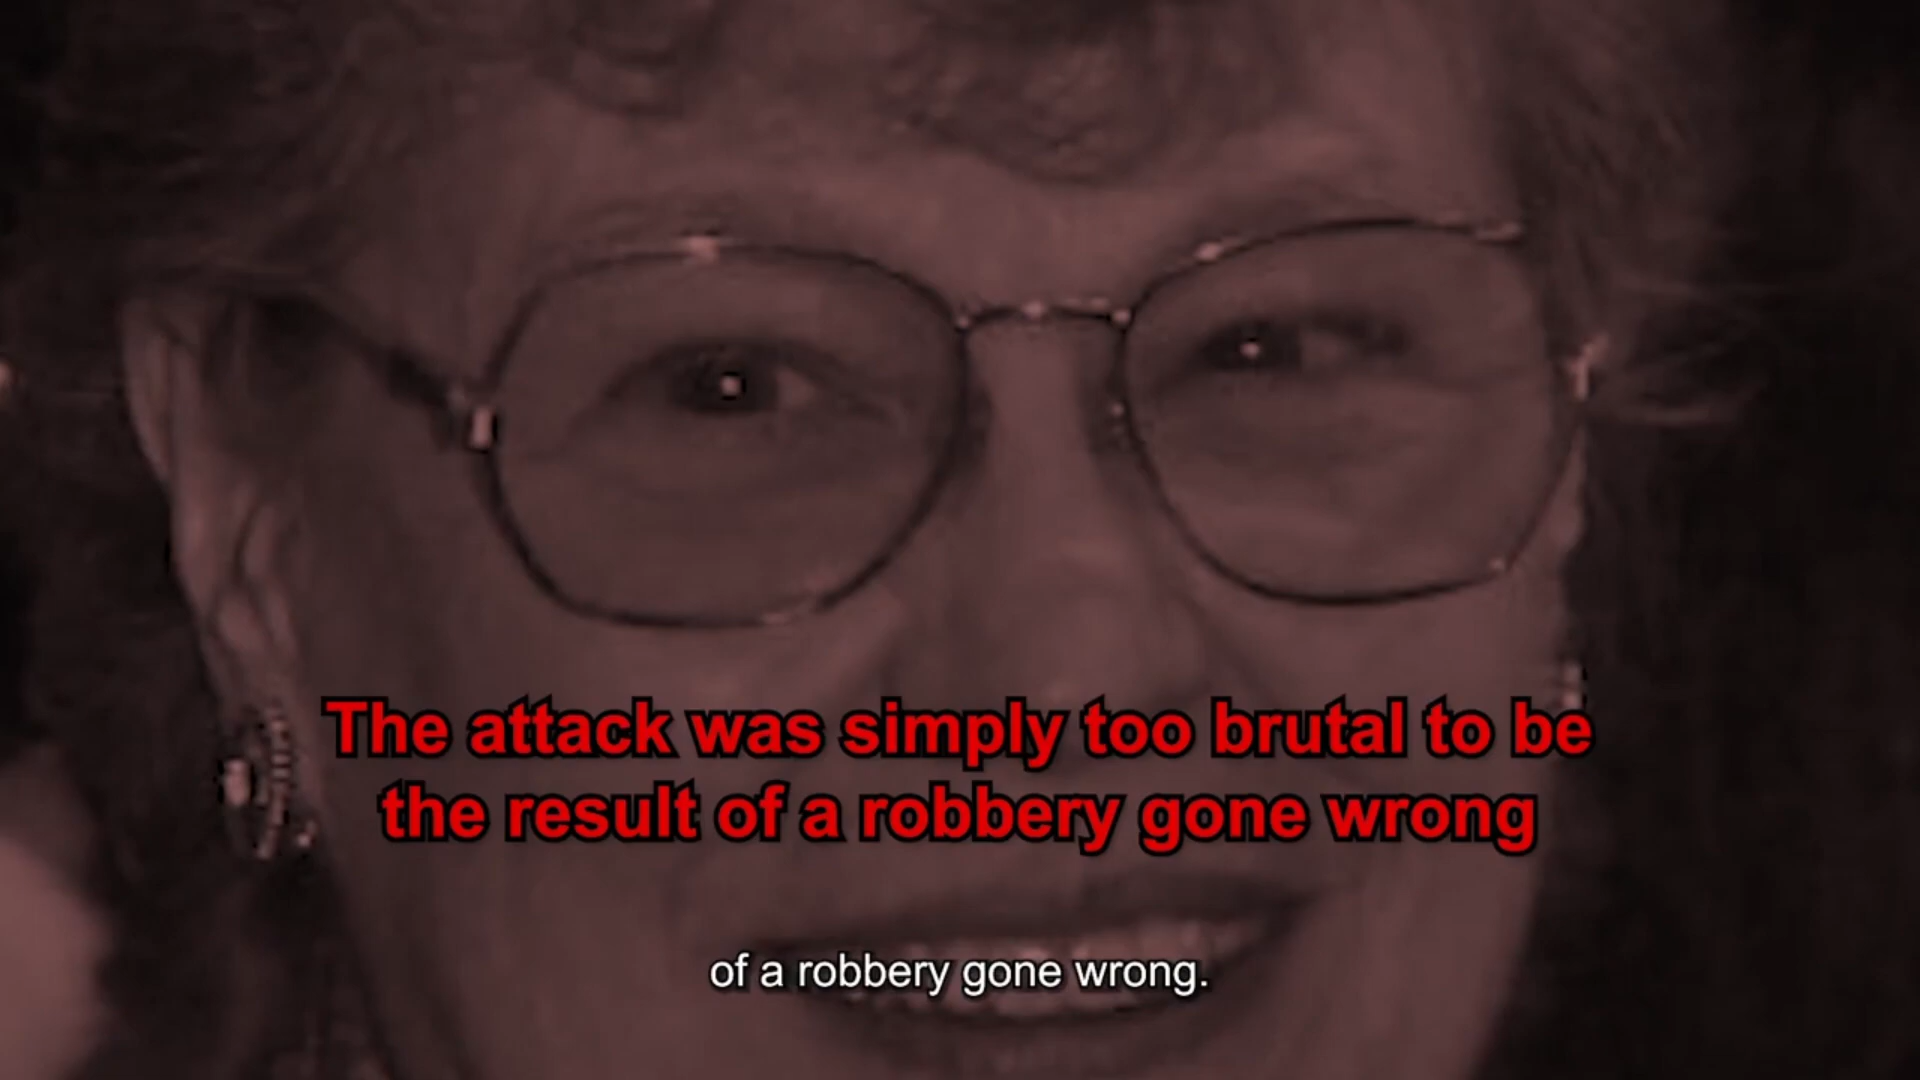 The attack was simply too brutal to be
the result of a robbery gone wrong
of a robbery gone wrong.